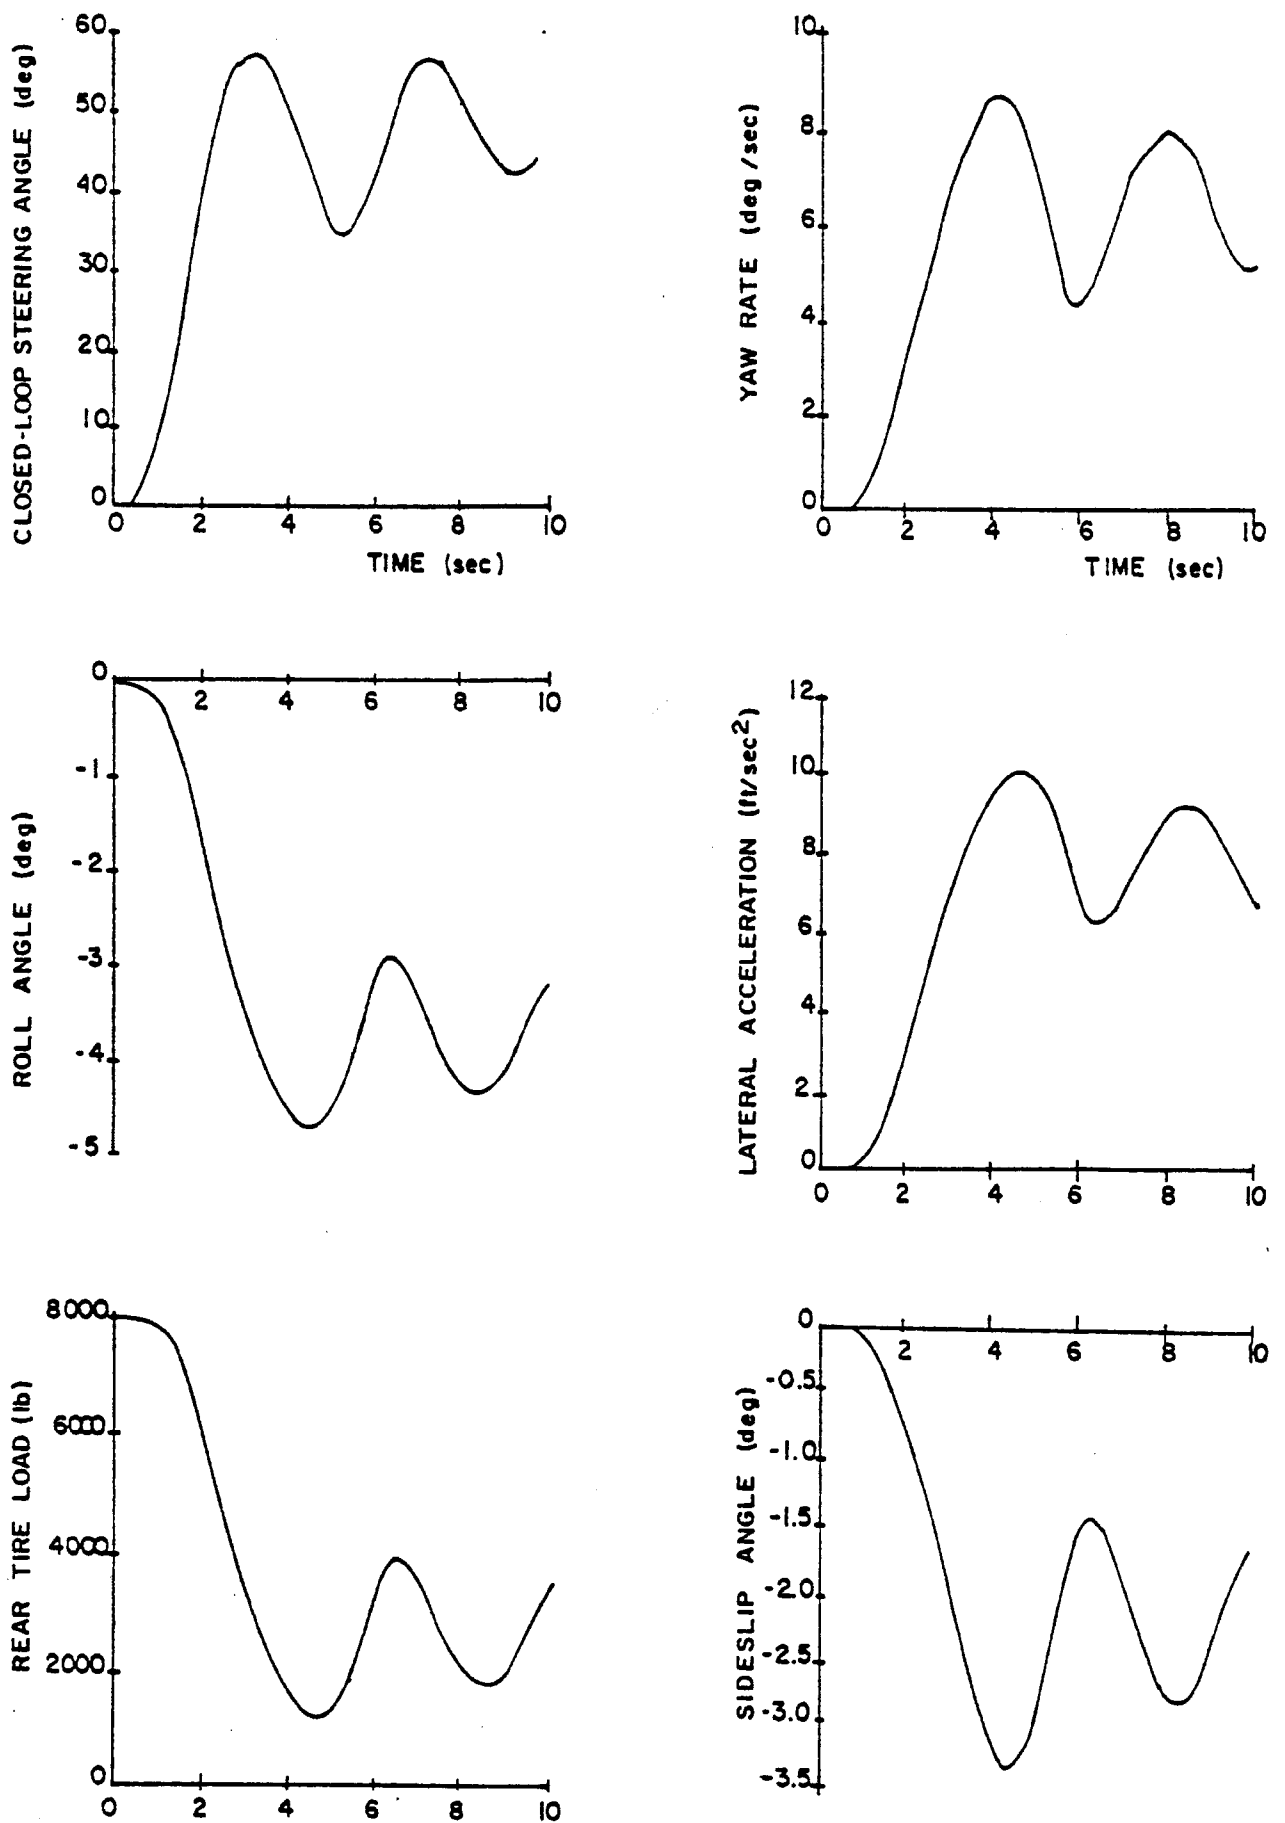 CLOSED-LOOP STEERING ANGLE (deg)
60
50
40
30
20
10
0
0 2 4 6 8 10
TIME (sec)
YAW RATE (deg/sec)
10
8
6
4
2
0
0 2 4 6 8 10
TIME (sec)
ROLL ANGLE (deg)
0
2 4 6 8 10
-1
-2
-3
-4
-5
LATERAL ACCELERATION (ft/sec2)
12
10
8
6
4
2
0
0 2 4 6 8 10
REAR TIRE LOAD (lb)
8000
6000
4000
2000
0
0 2 4 6 8 10
SIDESLIP ANGLE (deg)
0
2 4 6 8 10
-0.5
-1.0
-1.5
-2.0
-2.5
-3.0
-3.5